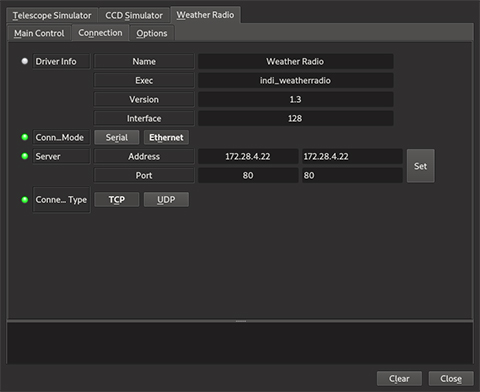 Telescope Simulator CCD Simulator Weather Radio
Main Control Connection Options
Driver Info Name Weather Radio
Exec indi_weatherradio
Version 1.3
Interface 128
Conn...Mode Serial Ethernet
Server Address 172.28.4.22 172.28.4.22
Port 80 80
Set
Conne... Type TCP UDP
Clear Close